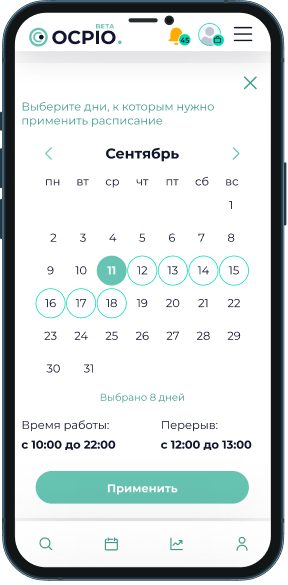 BETA
ОСРІО.
45
Выберите дни, к которым нужно
применить расписание
Сентябрь
пн вт ср чт пт сб вс
1
2 3 4 5 6 7 8
9 10 11 12 13 14 15
16 17 18 19 20 21 22
23 24 25 26 27 28 29
30 31
Выбрано 8 дней
Время работы: Перерыв:
с 10:00 до 22:00 с 12:00 до 13:00
Применить